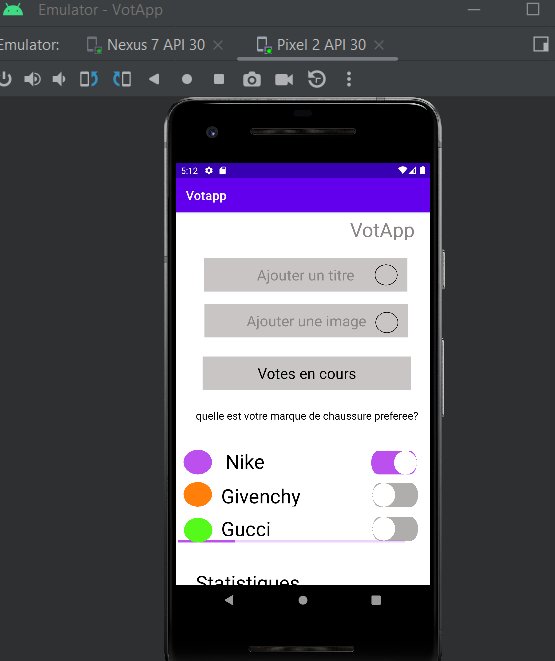 Emulator - VotApp
Emulator: Nexus 7 API 30 Pixel 2 API 30
5:12
Votapp
VotApp
Ajouter un titre
Ajouter une image
Votes en cours
quelle est votre marque de chaussure preferee?
Nike
Givenchy
Gucci
Statistiques